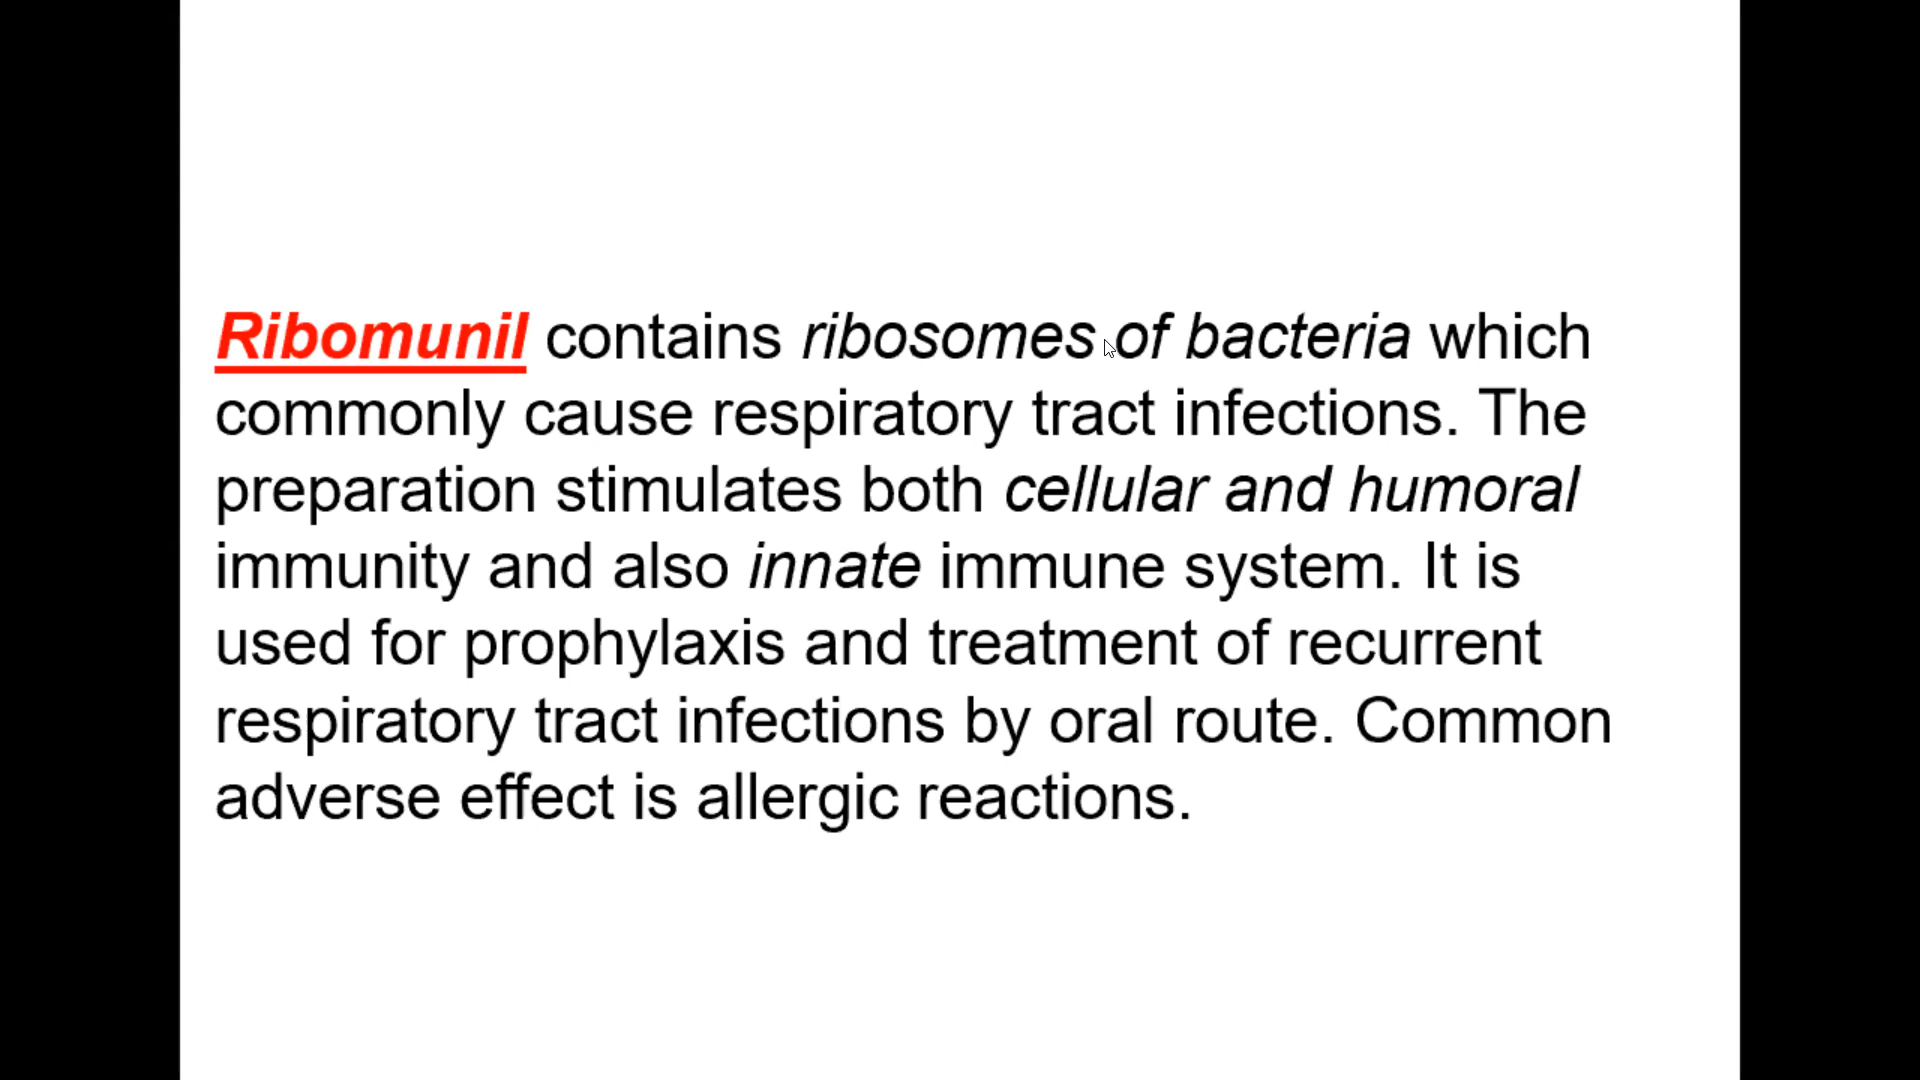 Ribomunil contains ribosomes of bacteria which
commonly cause respiratory tract infections. The
preparation stimulates both cellular and humoral
immunity and also innate immune system. It is
used for prophylaxis and treatment of recurrent
respiratory tract infections by oral route. Common
adverse effect is allergic reactions.